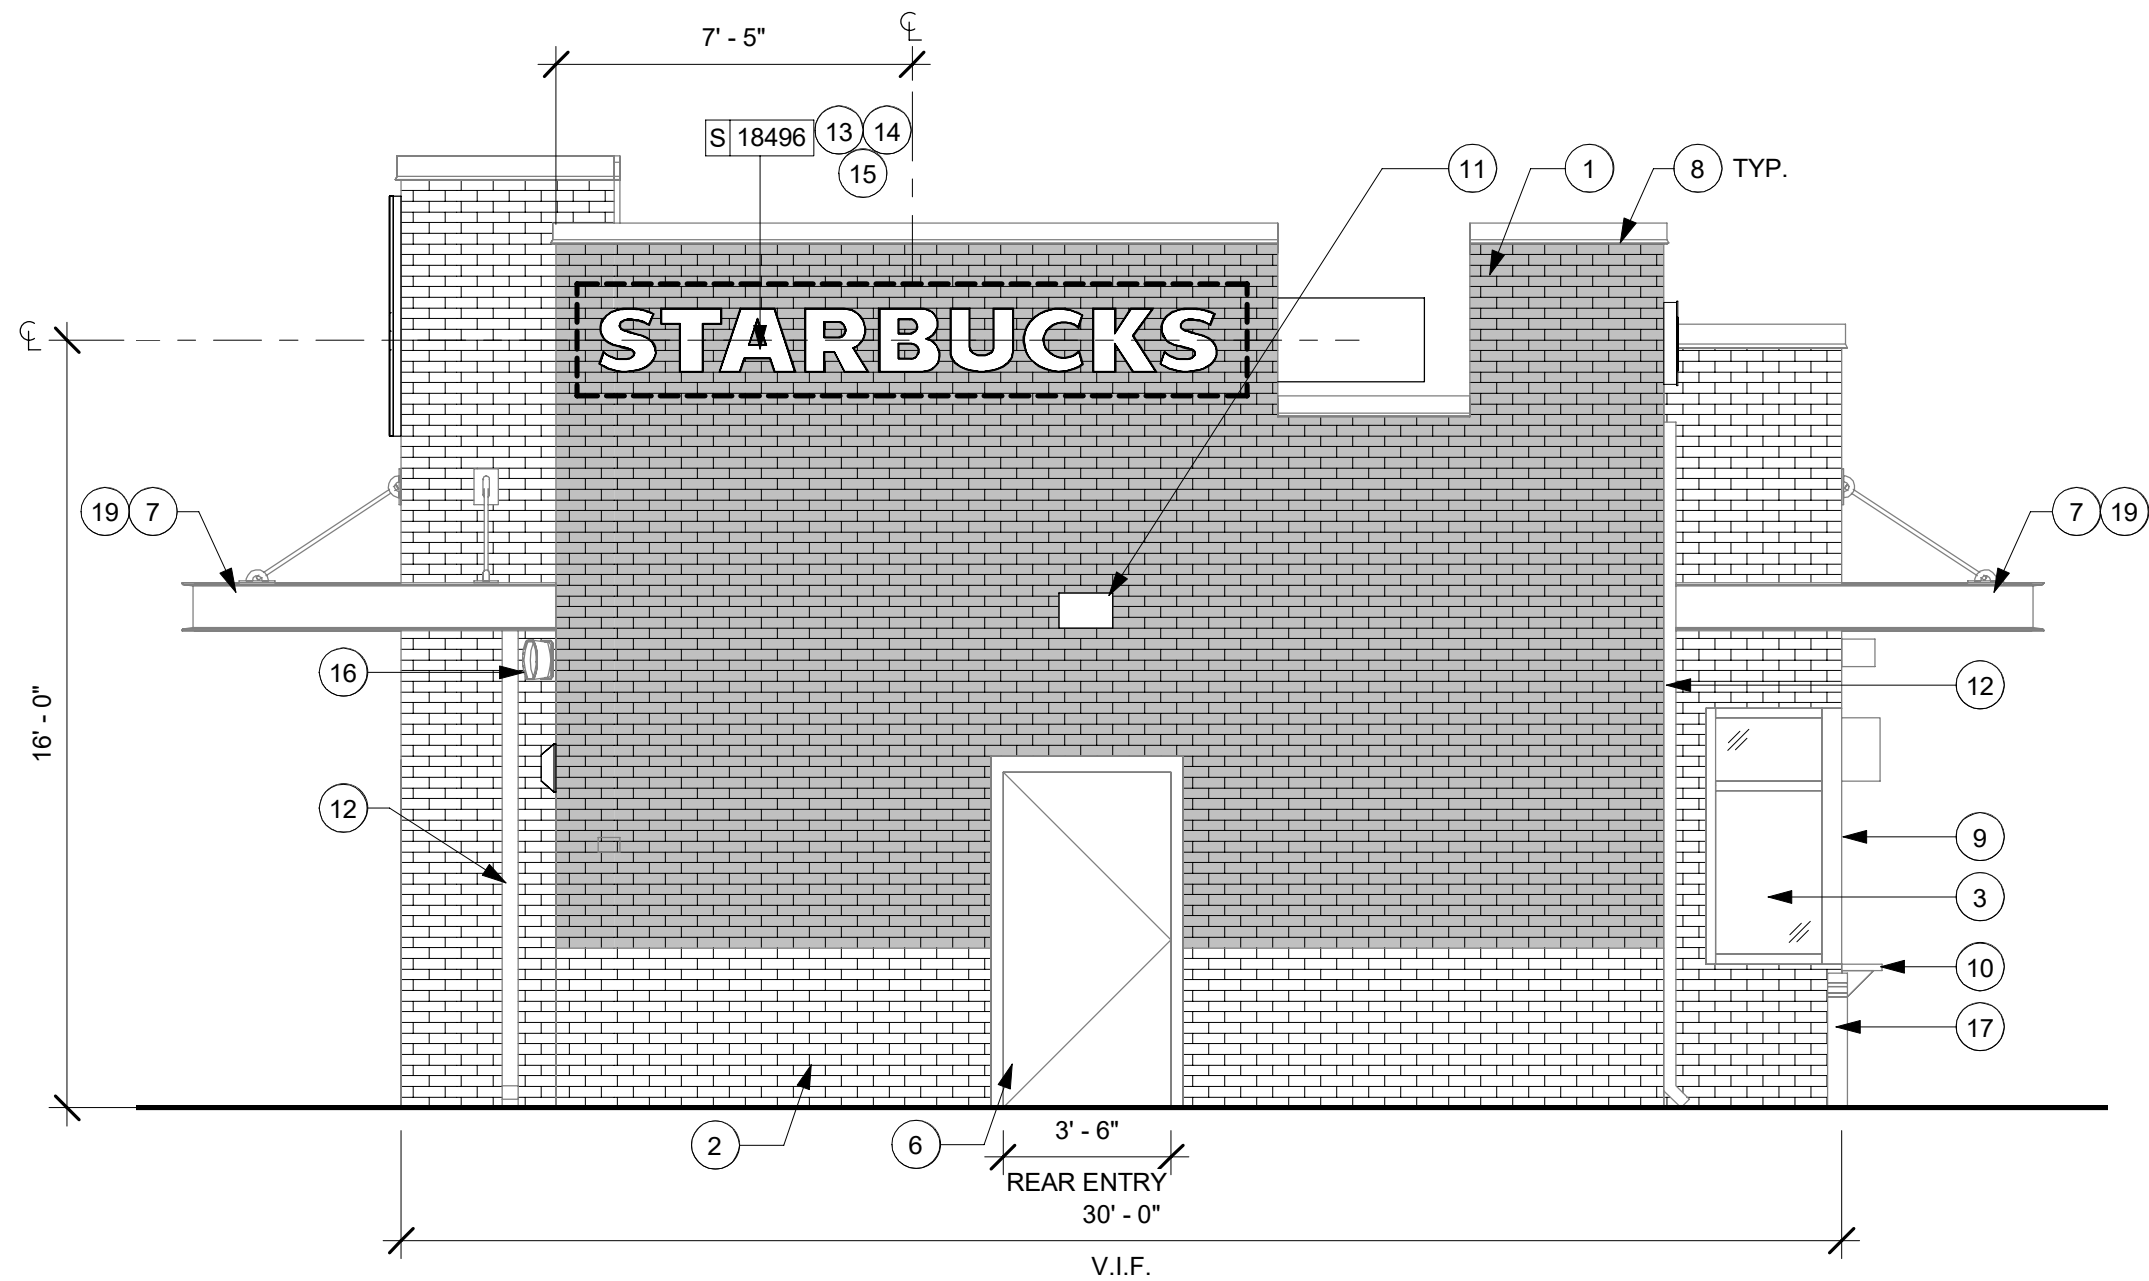 7' - 5"
℄
S 18496 13 14
15
11 1 8 TYP.
STARBUCKS
℄
19 7
7 19
16
12
16' - 0"
12
9
3
10
17
2 6
3' - 6"
REAR ENTRY
30' - 0"
V.I.F.